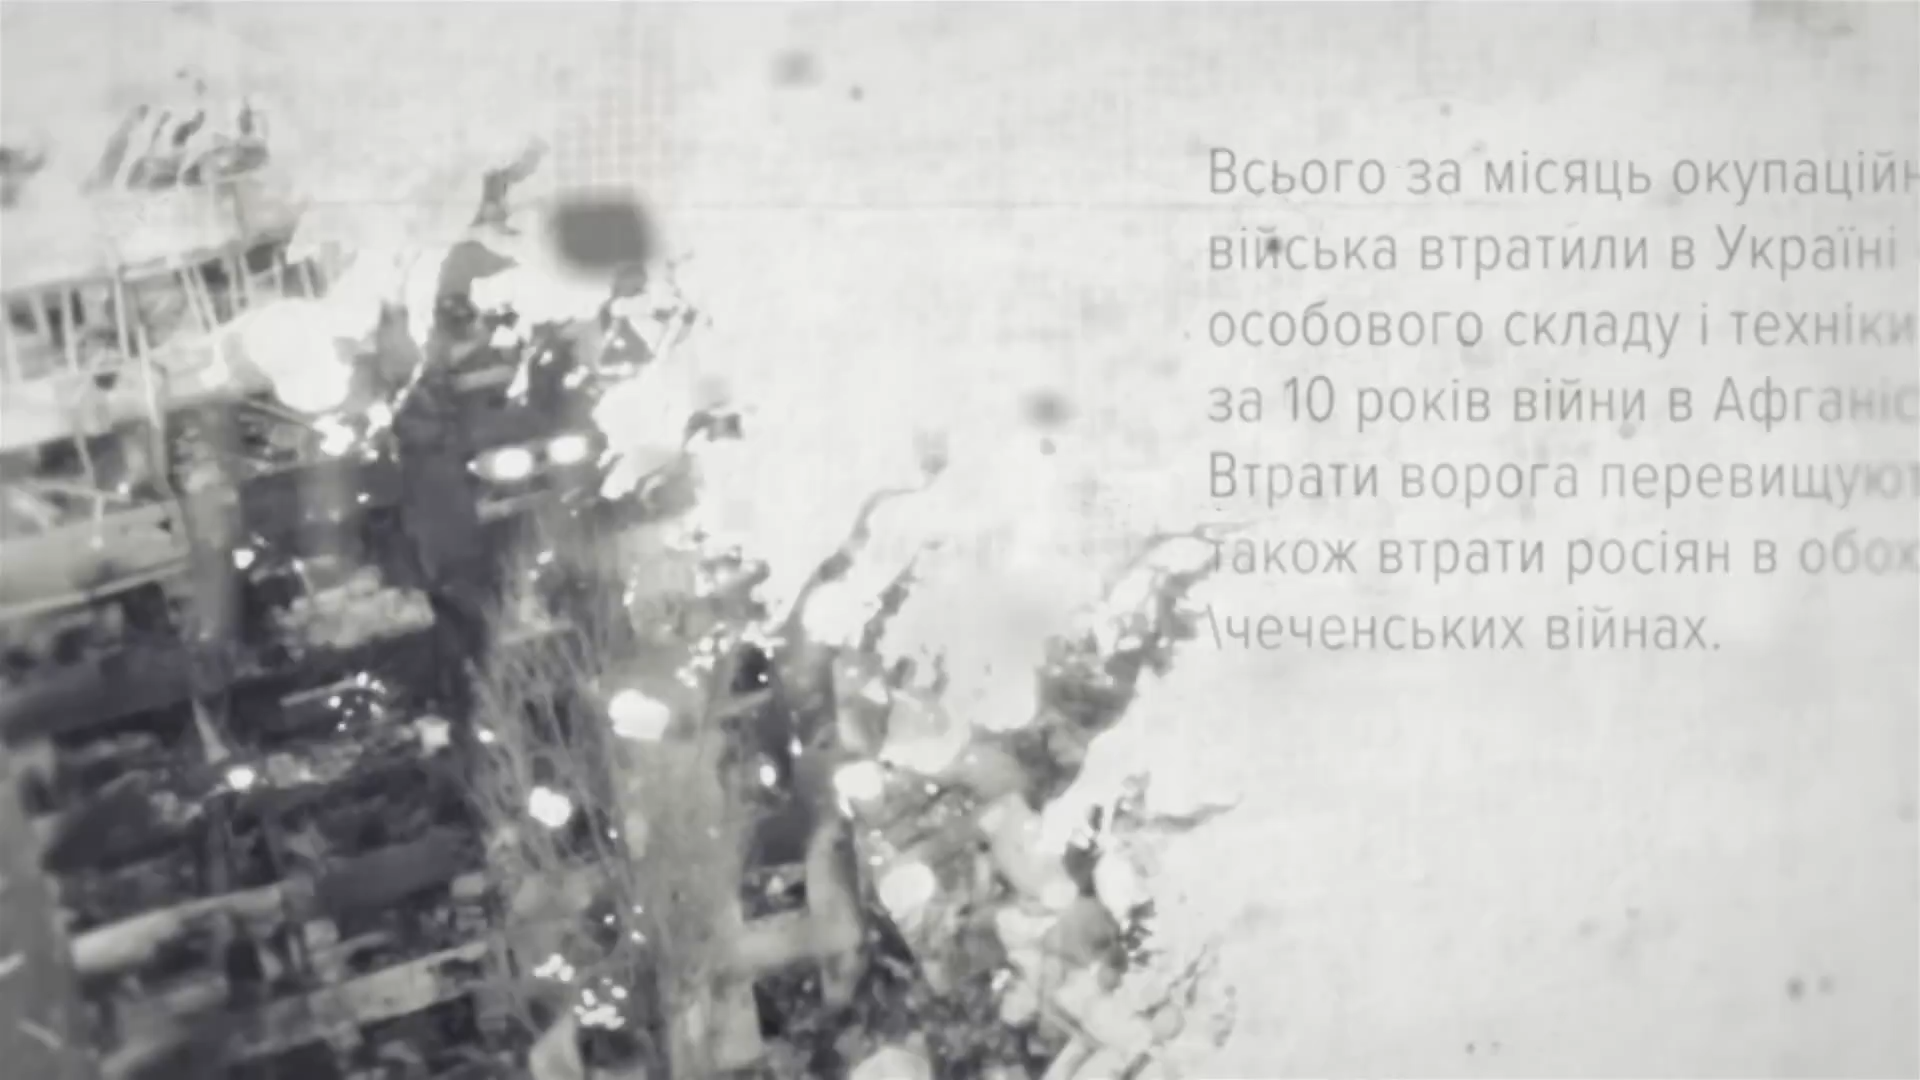 Всього за місяць окупаційн
війська втратили в Україні
особового складу і техніки
за 10 років війни в Афганіс
Втрати ворога перевищуют
також втрати росіян в обох
\чеченських війнах.